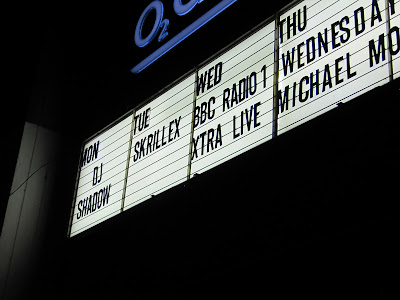 O2
MON
DJ
SHADOW
TUE
SKRILLEX
WED
BBC RADIO 1
XTRA LIVE
THU
WEDNESDAY
MICHAEL MO